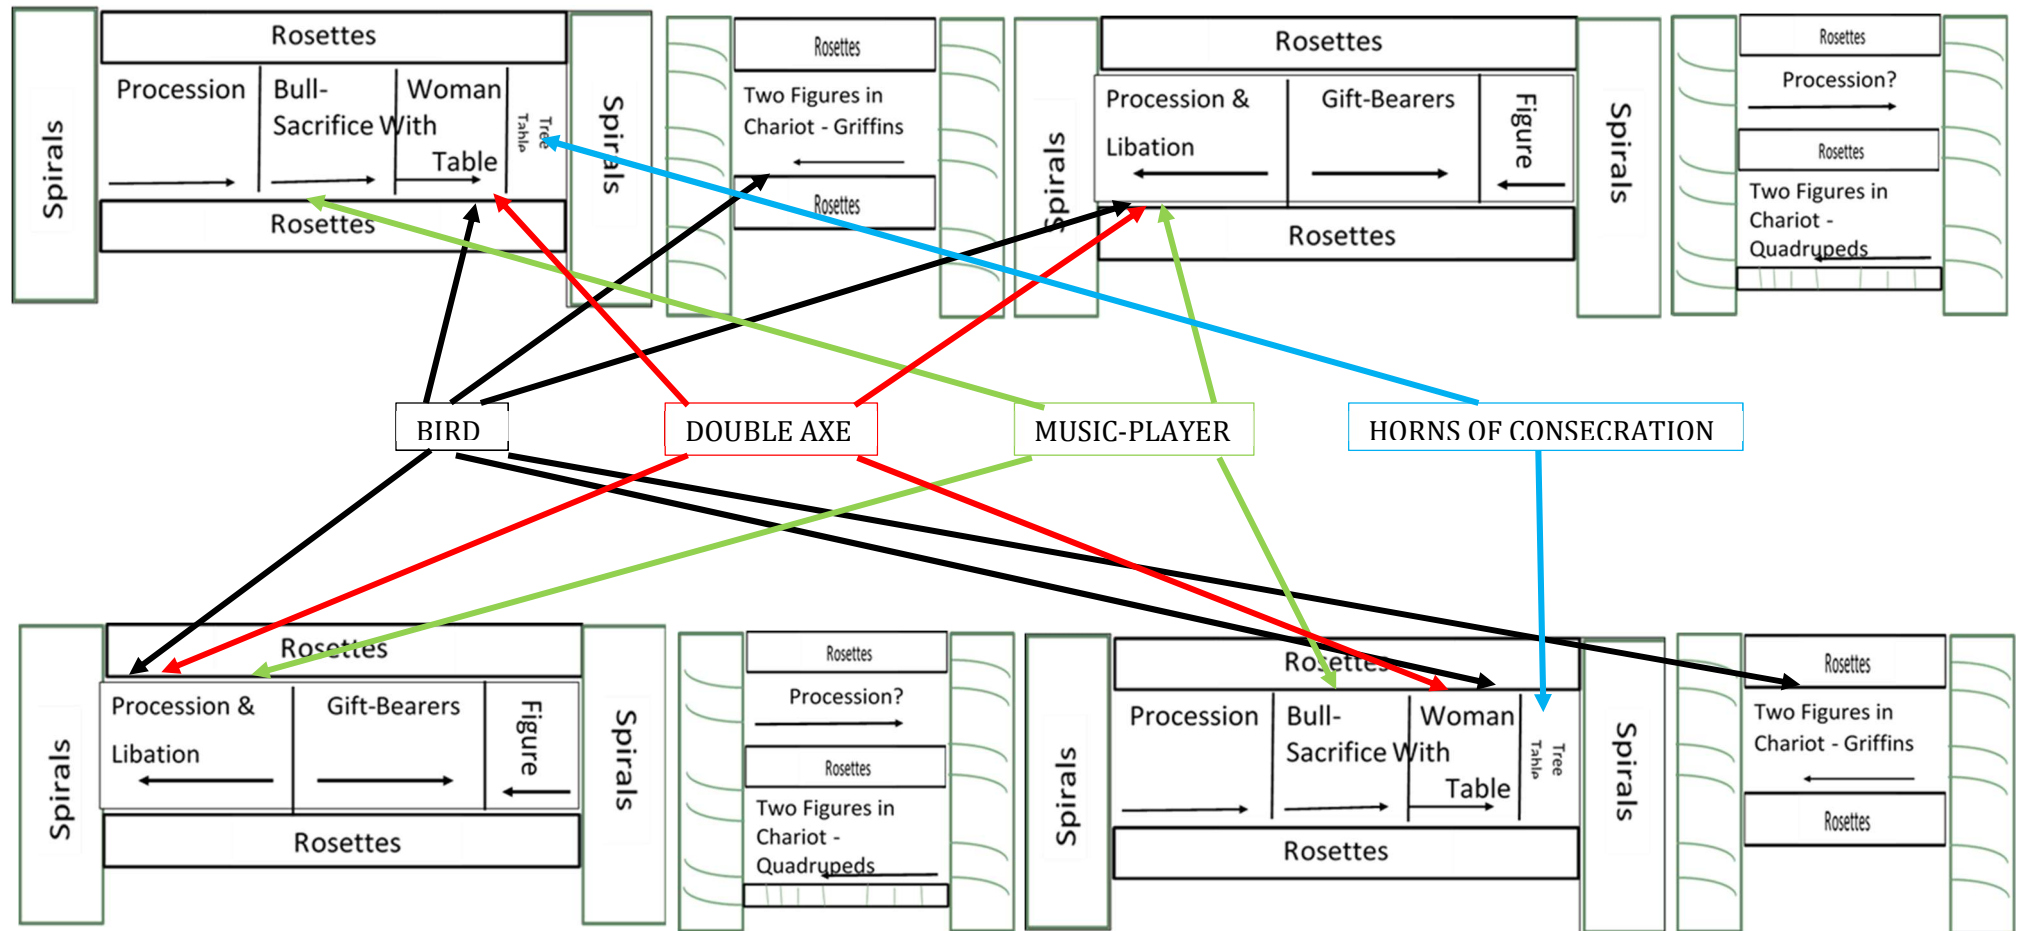 Rosettes
Spirals
Procession
Bull-
Sacrifice With
Woman
Table
Tree
Table
Rosettes
Spirals
Rosettes
Two Figures in
Chariot - Griffins
Rosettes
Rosettes
Spirals
Procession &
Libation
Gift-Bearers
Figure
Rosettes
Spirals
Rosettes
Procession?
Rosettes
Two Figures in
Chariot -
Quadrupeds
BIRD
DOUBLE AXE
MUSIC-PLAYER
HORNS OF CONSECRATION
Rosettes
Spirals
Procession &
Libation
Gift-Bearers
Figure
Rosettes
Spirals
Rosettes
Procession?
Rosettes
Two Figures in
Chariot -
Quadrupeds
Rosettes
Spirals
Procession
Bull-
Sacrifice With
Woman
Table
Tree
Table
Rosettes
Spirals
Rosettes
Two Figures in
Chariot - Griffins
Rosettes